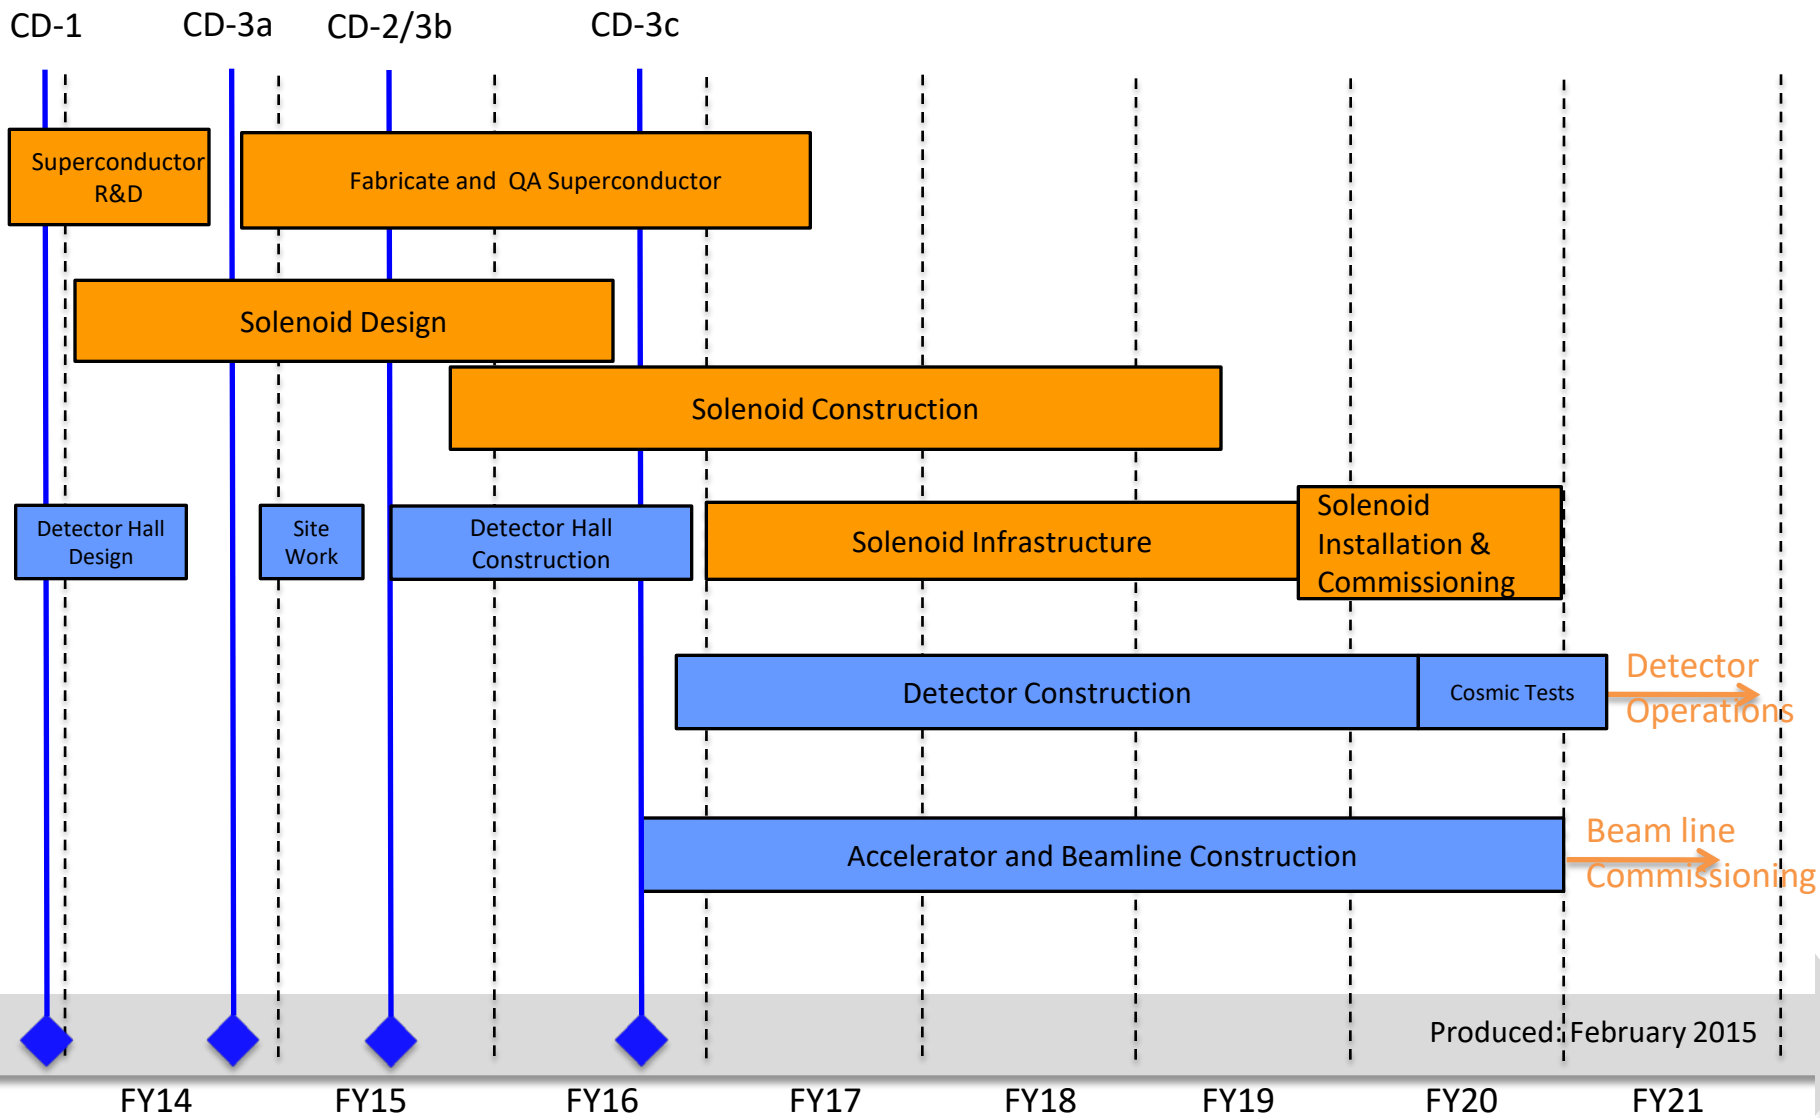 CD-1
CD-3a
CD-2/3b
CD-3c
Superconductor
R&D
Fabricate and QA Superconductor
Solenoid Design
Solenoid Construction
Detector Hall
Design
Site
Work
Detector Hall
Construction
Solenoid Infrastructure
Solenoid
Installation &
Commissioning
Detector Construction
Cosmic Tests
Detector
Operations
Accelerator and Beamline Construction
Beam line
Commissioning
Produced: February 2015
FY14
FY15
FY16
FY17
FY18
FY19
FY20
FY21